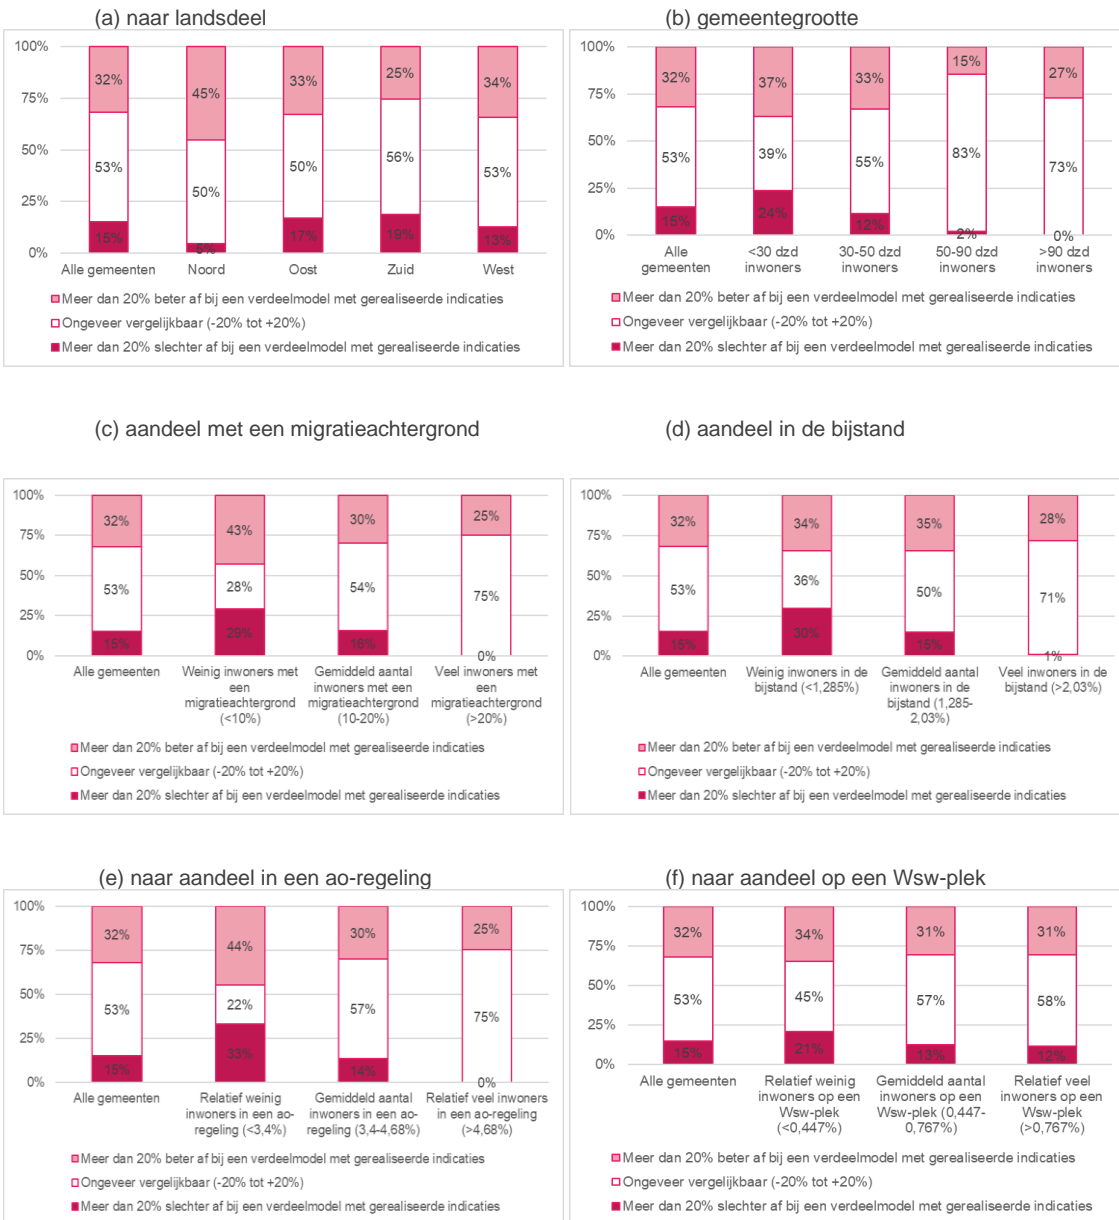 (a) naar landsdeel
100%
75%
50%
25%
0%
32% 45% 33% 25% 34%
53% 50% 50% 56% 53%
15% 5% 17% 19% 13%
Alle gemeenten Noord Oost Zuid West
Meer dan 20% beter af bij een verdeelmodel met gerealiseerde indicaties
Ongeveer vergelijkbaar (-20% tot +20%)
Meer dan 20% slechter af bij een verdeelmodel met gerealiseerde indicaties
(b) gemeentegrootte
100%
75%
50%
25%
0%
32% 37% 33% 15% 27%
53% 39% 55% 83% 73%
15% 24% 12% 2% 0%
Alle <30 dzd 30-50 dzd 50-90 dzd >90 dzd
gemeenten inwoners inwoners inwoners inwoners
Meer dan 20% beter af bij een verdeelmodel met gerealiseerde indicaties
Ongeveer vergelijkbaar (-20% tot +20%)
Meer dan 20% slechter af bij een verdeelmodel met gerealiseerde indicaties
(c) aandeel met een migratieachtergrond
100%
75%
50%
25%
0%
32% 43% 30% 25%
53% 28% 54% 75%
15% 29% 16% 0%
Alle gemeenten Weinig inwoners met Gemiddeld aantal Veel inwoners met
een inwoners met een een
migratieachtergrond migratieachtergrond migratieachtergrond
(<10%) (10-20%) (>20%)
Meer dan 20% beter af bij een verdeelmodel met gerealiseerde indicaties
Ongeveer vergelijkbaar (-20% tot +20%)
Meer dan 20% slechter af bij een verdeelmodel met gerealiseerde indicaties
(d) aandeel in de bijstand
100%
75%
50%
25%
0%
32% 34% 35% 28%
53% 36% 50% 71%
15% 30% 15% 1%
Alle gemeenten Weinig inwoners in de Gemiddeld aantal Veel inwoners in de
bijstand (<1,285%) inwoners in de bijstand (>2,03%)
bijstand (1,285-
2,03%)
Meer dan 20% beter af bij een verdeelmodel met gerealiseerde indicaties
Ongeveer vergelijkbaar (-20% tot +20%)
Meer dan 20% slechter af bij een verdeelmodel met gerealiseerde indicaties
(e) naar aandeel in een ao-regeling
100%
75%
50%
25%
0%
32% 44% 30% 25%
53% 22% 57% 75%
15% 33% 14% 0%
Alle gemeenten Relatief weinig Gemiddeld aantal Relatief veel inwoners
inwoners in een ao- inwoners in een ao- in een ao-regeling
regeling (<3,4%) regeling (3,4-4,68%) (>4,68%)
Meer dan 20% beter af bij een verdeelmodel met gerealiseerde indicaties
Ongeveer vergelijkbaar (-20% tot +20%)
Meer dan 20% slechter af bij een verdeelmodel met gerealiseerde indicaties
(f) naar aandeel op een Wsw-plek
100%
75%
50%
25%
0%
32% 34% 31% 31%
53% 45% 57% 58%
15% 21% 13% 12%
Alle gemeenten Relatief weinig Gemiddeld aantal Relatief veel
inwoners op een inwoners op een inwoners op een
Wsw-plek Wsw-plek (0,447- Wsw-plek
(<0,447%) 0,767%) (>0,767%)
Meer dan 20% beter af bij een verdeelmodel met gerealiseerde indicaties
Ongeveer vergelijkbaar (-20% tot +20%)
Meer dan 20% slechter af bij een verdeelmodel met gerealiseerde indicaties